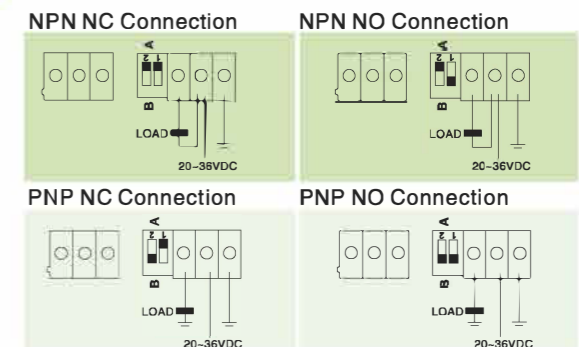 NPN NC Connection
NPN NO Connection
A
2 1
B
LOAD
20~36VDC
A
2 1
B
LOAD
20~36VDC
PNP NC Connection
PNP NO Connection
A
2 1
B
LOAD
20~36VDC
A
2 1
B
LOAD
20~36VDC